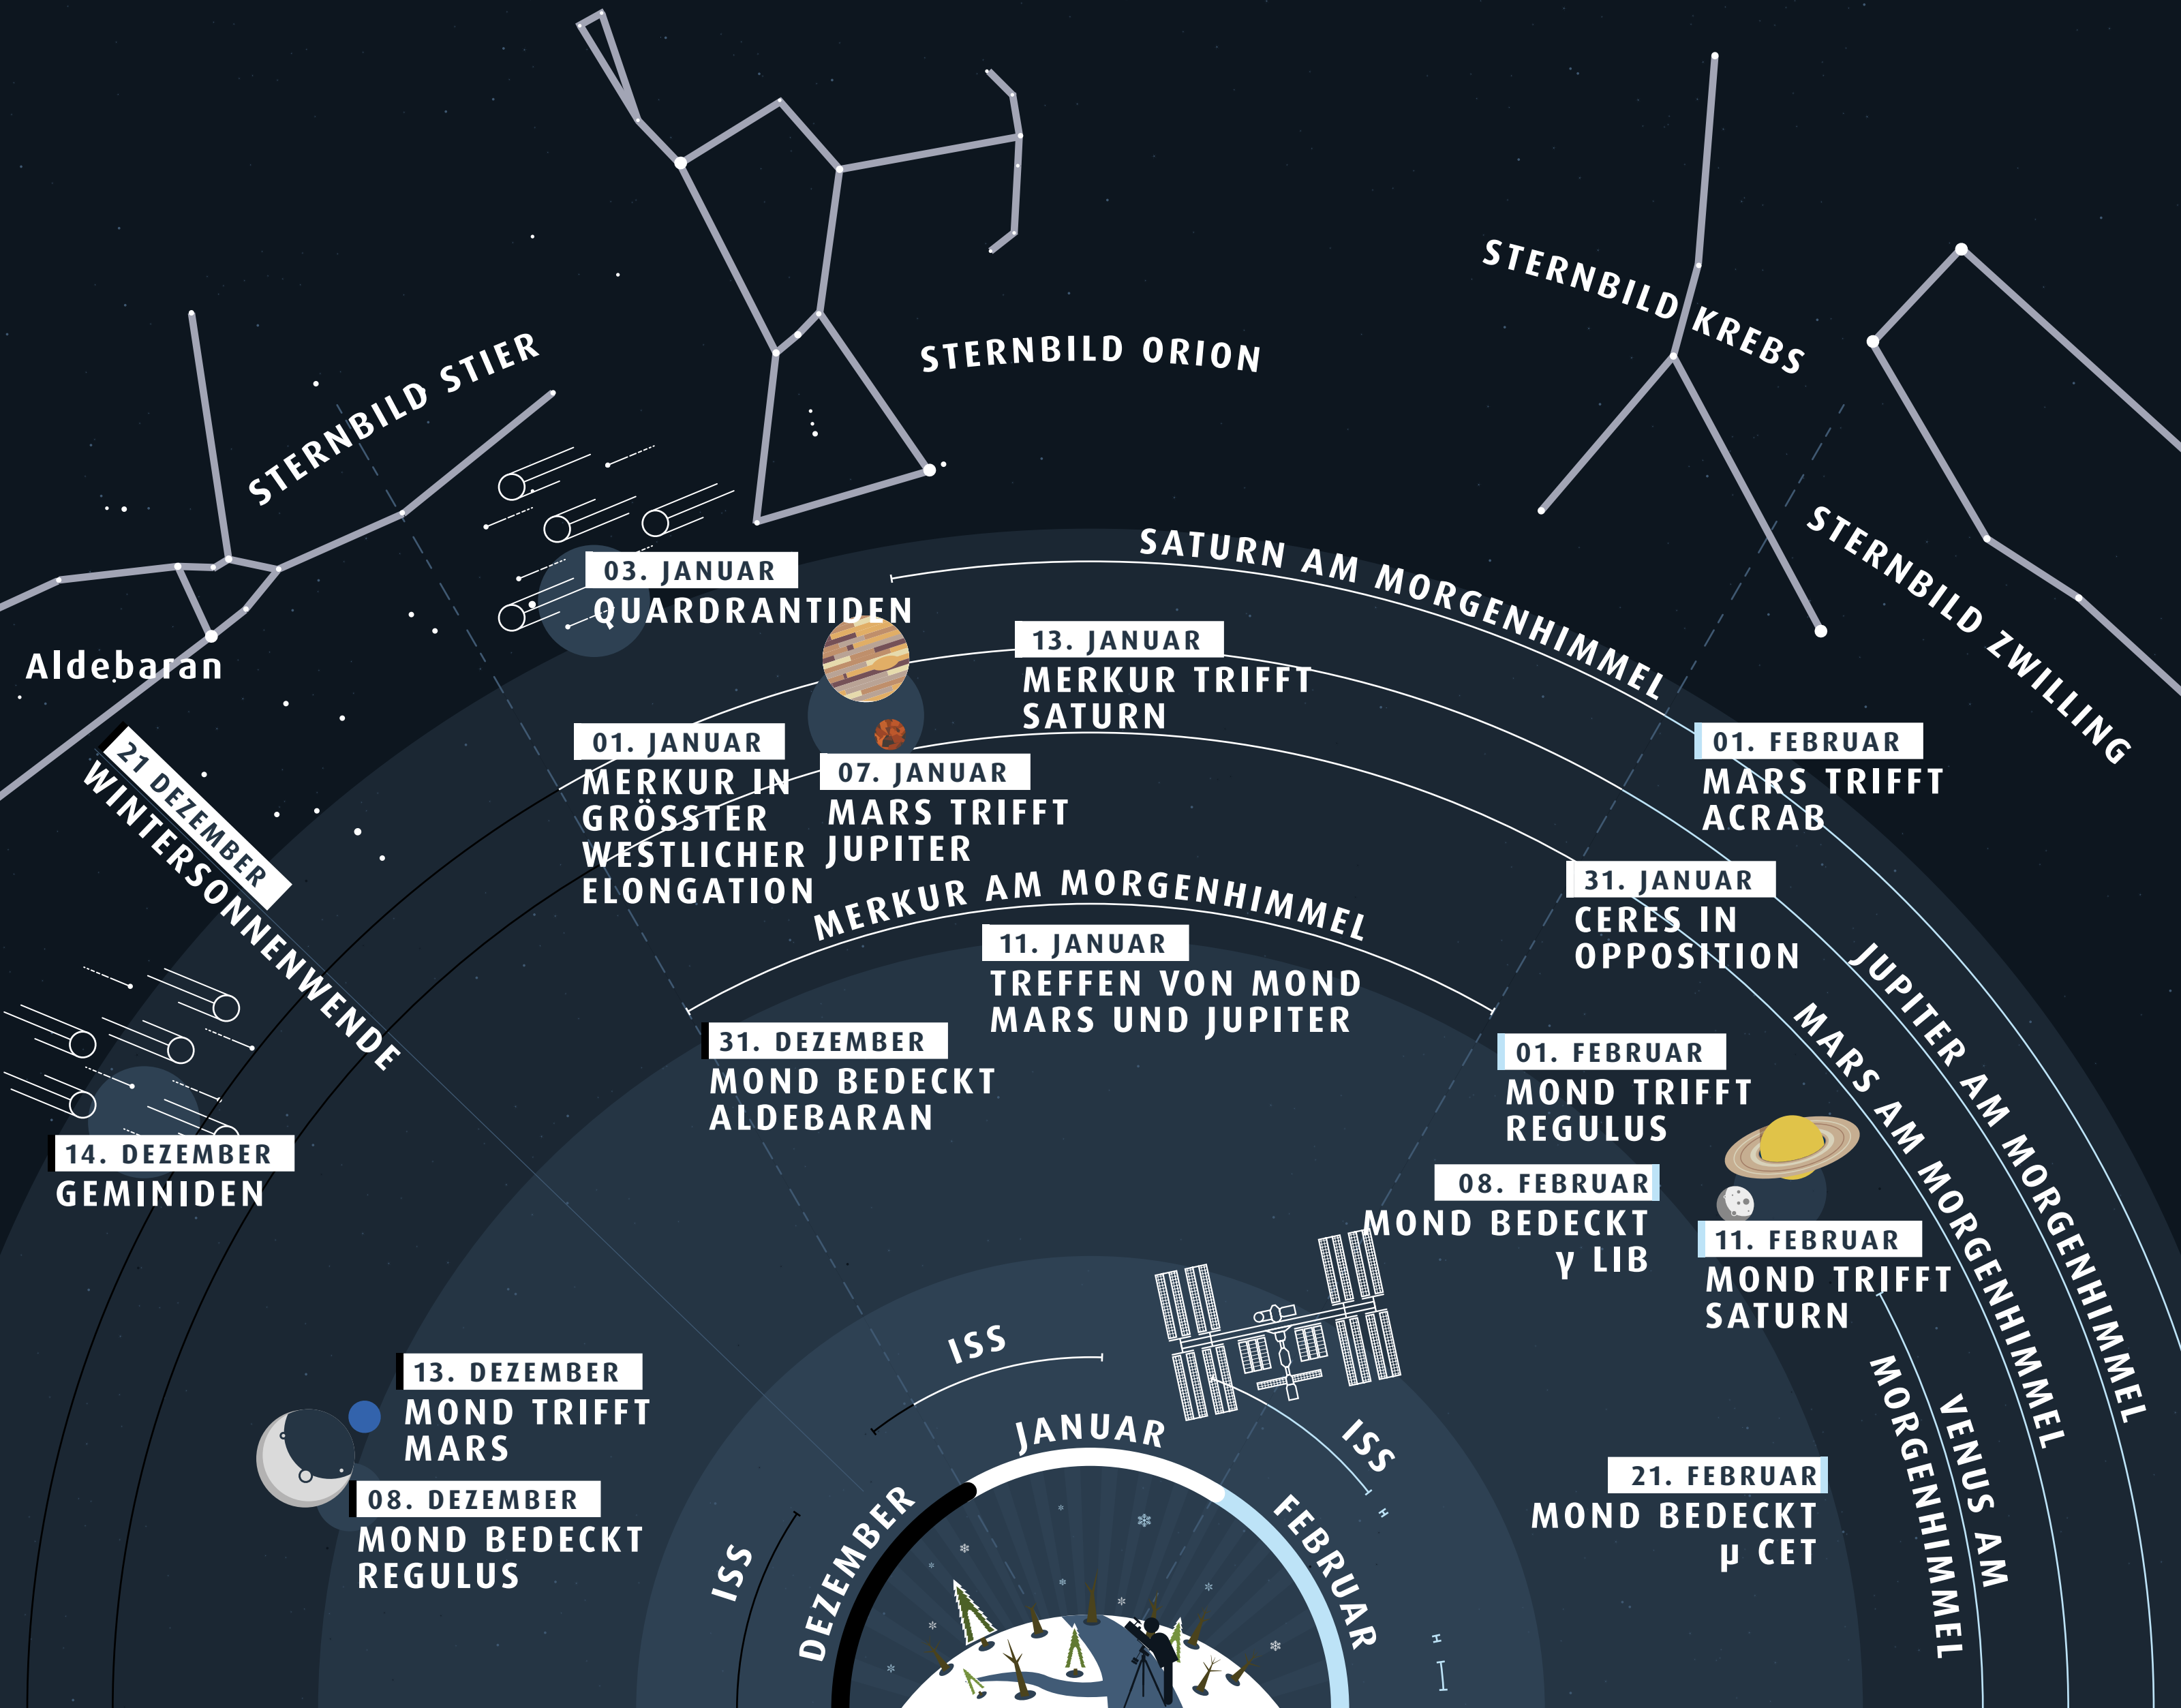 STERNBILD STIER
STERNBILD ORION
STERNBILD KREBS
STERNBILD ZWILLING
Aldebaran
21 DEZEMBER
WINTERSONNENWENDE
03. JANUAR
QUARDRANTIDEN
SATURN AM MORGENHIMMEL
13. JANUAR
MERKUR TRIFFT
SATURN
01. JANUAR
MERKUR IN
GRÖSSTER
WESTLICHER
ELONGATION
07. JANUAR
MARS TRIFFT
JUPITER
01. FEBRUAR
MARS TRIFFT
ACRAB
MERKUR AM MORGENHIMMEL
11. JANUAR
TREFFEN VON MOND
MARS UND JUPITER
31. JANUAR
CERES IN
OPPOSITION
JUPITER AM MORGENHIMMEL
MARS AM MORGENHIMMEL
31. DEZEMBER
MOND BEDECKT
ALDEBARAN
01. FEBRUAR
MOND TRIFFT
REGULUS
14. DEZEMBER
GEMINIDEN
08. FEBRUAR
MOND BEDECKT
γ LIB
11. FEBRUAR
MOND TRIFFT
SATURN
13. DEZEMBER
MOND TRIFFT
MARS
08. DEZEMBER
MOND BEDECKT
REGULUS
ISS
ISS
ISS
DEZEMBER
JANUAR
FEBRUAR
21. FEBRUAR
MOND BEDECKT
μ CET
VENUS AM
MORGENHIMMEL